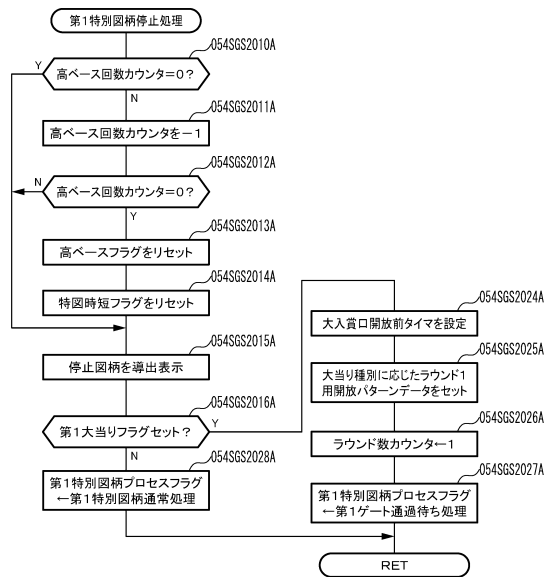 第1特別図柄停止処理
054SGS2010A
高ベース回数カウンタ=0?
Y
N
054SGS2011A
高ベース回数カウンタを－1
054SGS2012A
高ベース回数カウンタ=0?
N
Y
054SGS2013A
高ベースフラグをリセット
054SGS2014A
特図時短フラグをリセット
054SGS2015A
停止図柄を導出表示
054SGS2016A
第1大当りフラグセット?
Y
N
054SGS2028A
第1特別図柄プロセスフラグ
←第1特別図柄通常処理
054SGS2024A
大入賞口開放前タイマを設定
054SGS2025A
大当り種別に応じたラウンド1
用開放パターンデータをセット
054SGS2026A
ラウンド数カウンタ←1
054SGS2027A
第1特別図柄プロセスフラグ
←第1ゲート通過待ち処理
RET